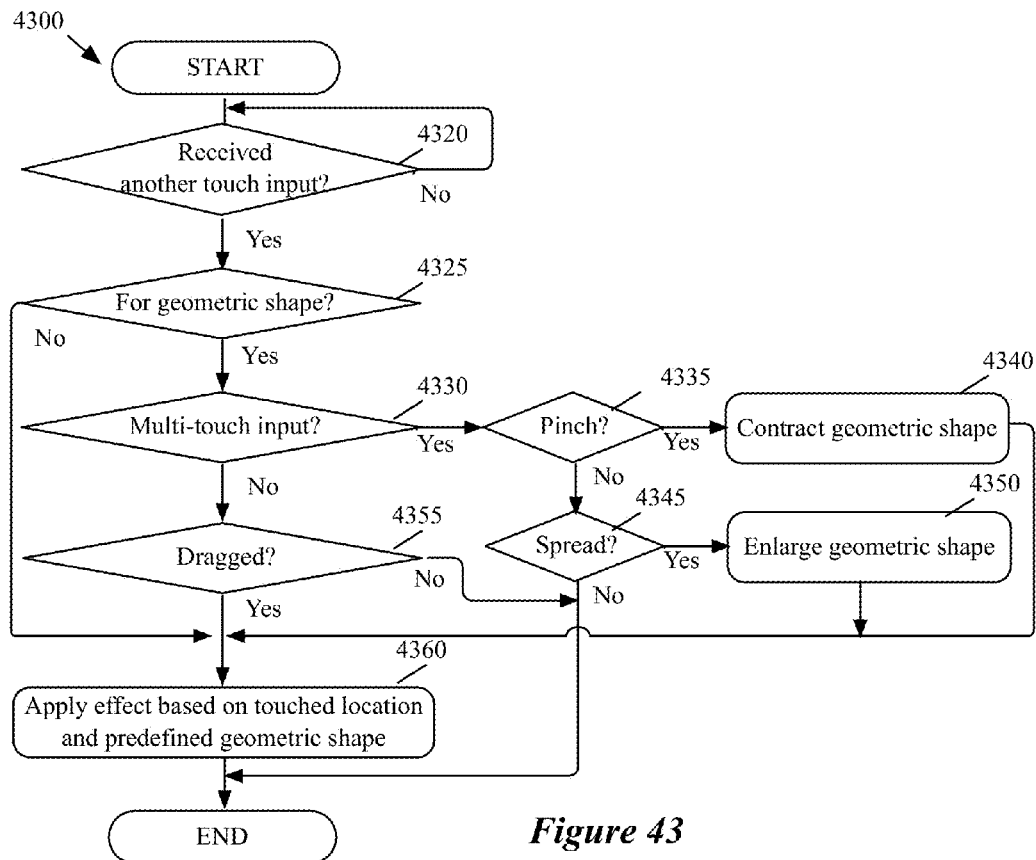 4300
START
4320
Received
another touch input?
No
Yes
4325
For geometric shape?
No
Yes
4330
Multi-touch input?
Yes
4335
Pinch?
Yes
4340
Contract geometric shape
No
No
4355
Dragged?
No
4345
Spread?
Yes
4350
Enlarge geometric shape
Yes
No
4360
Apply effect based on touched location
and predefined geometric shape
END
Figure 43